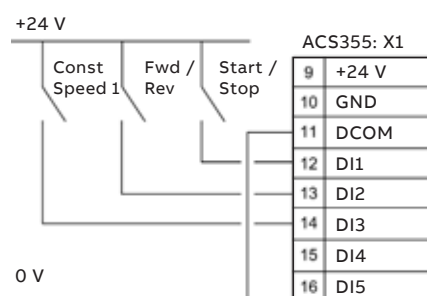 +24 V
ACS355: X1
Const Speed 1
Fwd / Rev
Start / Stop
9 +24 V
10 GND
11 DCOM
12 DI1
13 DI2
14 DI3
15 DI4
0 V
16 DI5